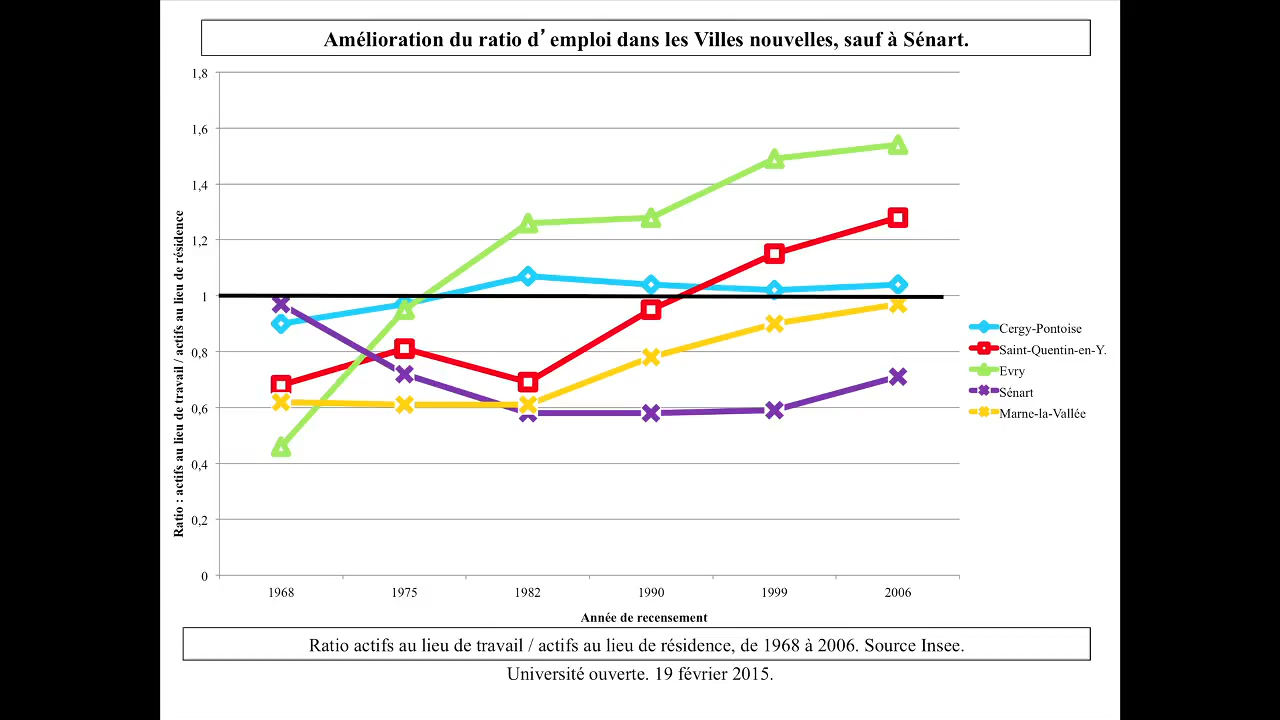 Amélioration du ratio d’ emploi dans les Villes nouvelles, sauf à Sénart.
1,8
1,6
1,4
1,2
1
0,8
0,6
0,4
0,2
0
Ratio : actifs au lieu de travail / actifs au lieu de résidence
1968 1975 1982 1990 1999 2006
Année de recensement
Cergy-Pontoise
Saint-Quentin-en-Y.
Evry
Sénart
Marne-la-Vallée
Ratio actifs au lieu de travail / actifs au lieu de résidence, de 1968 à 2006. Source Insee.
Université ouverte. 19 février 2015.